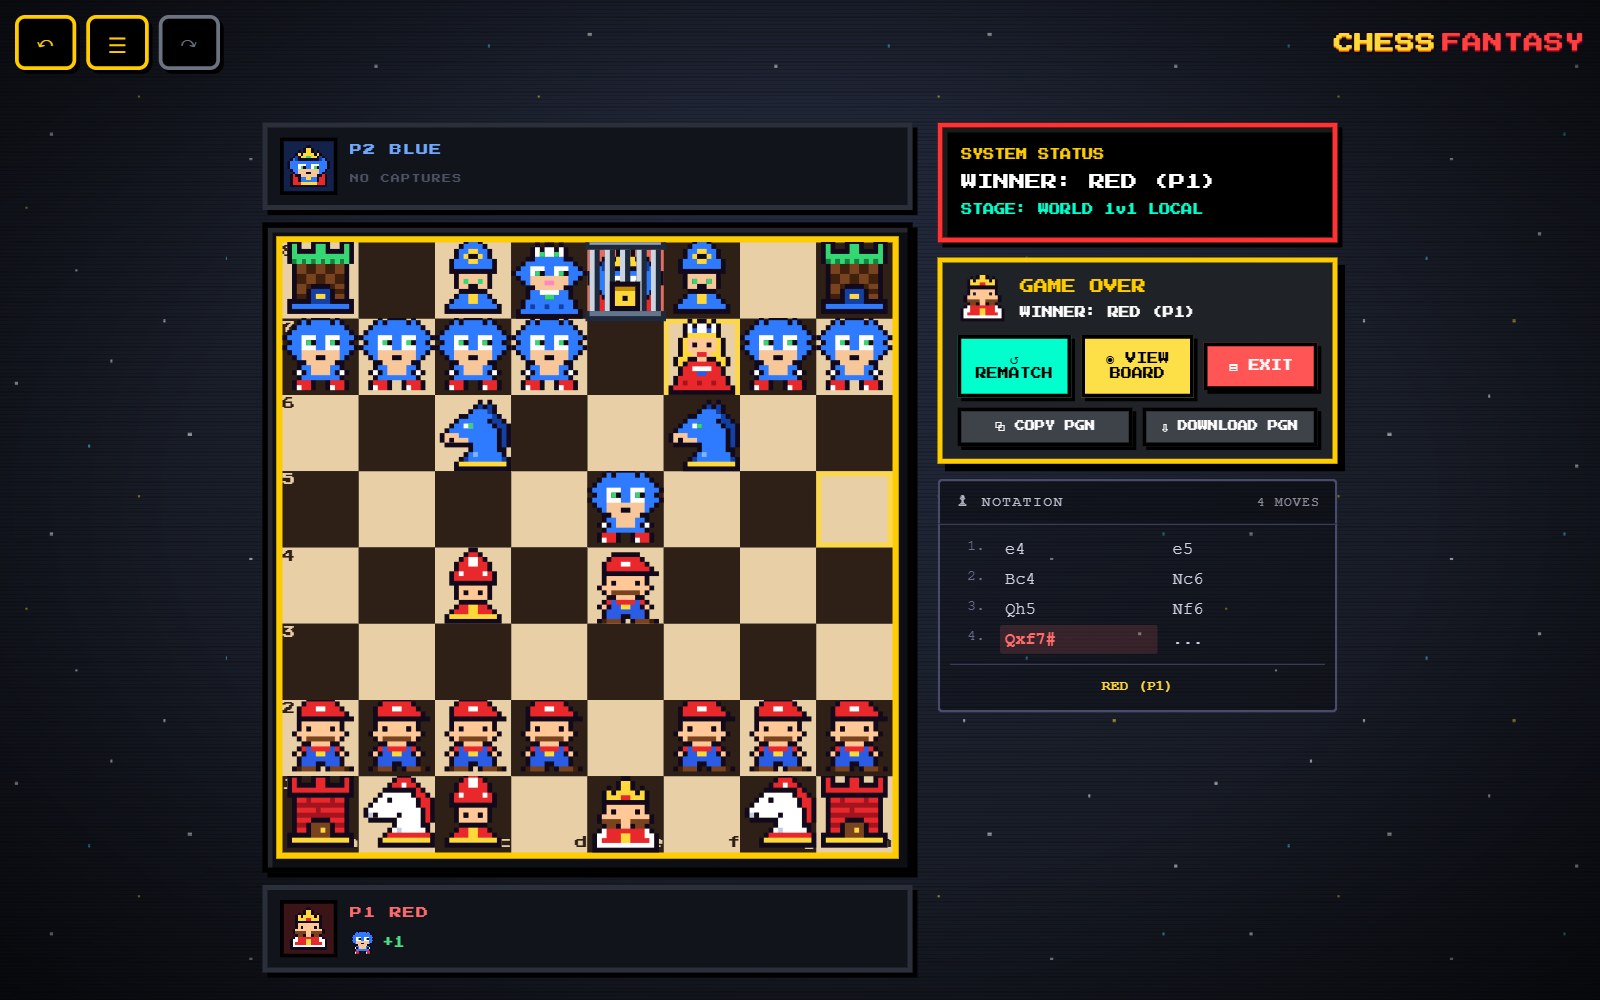 CHESS FANTASY
P2 BLUE
NO CAPTURES
SYSTEM STATUS
WINNER: RED (P1)
STAGE: WORLD 1v1 LOCAL
GAME OVER
WINNER: RED (P1)
↺ REMATCH
◉ VIEW BOARD
EXIT
COPY PGN
⇩ DOWNLOAD PGN
NOTATION
4 MOVES
1. e4 e5
2. Bc4 Nc6
3. Qh5 Nf6
4. Qxf7# ...
RED (P1)
7
6
5
4
3
2
d
f
P1 RED
+1